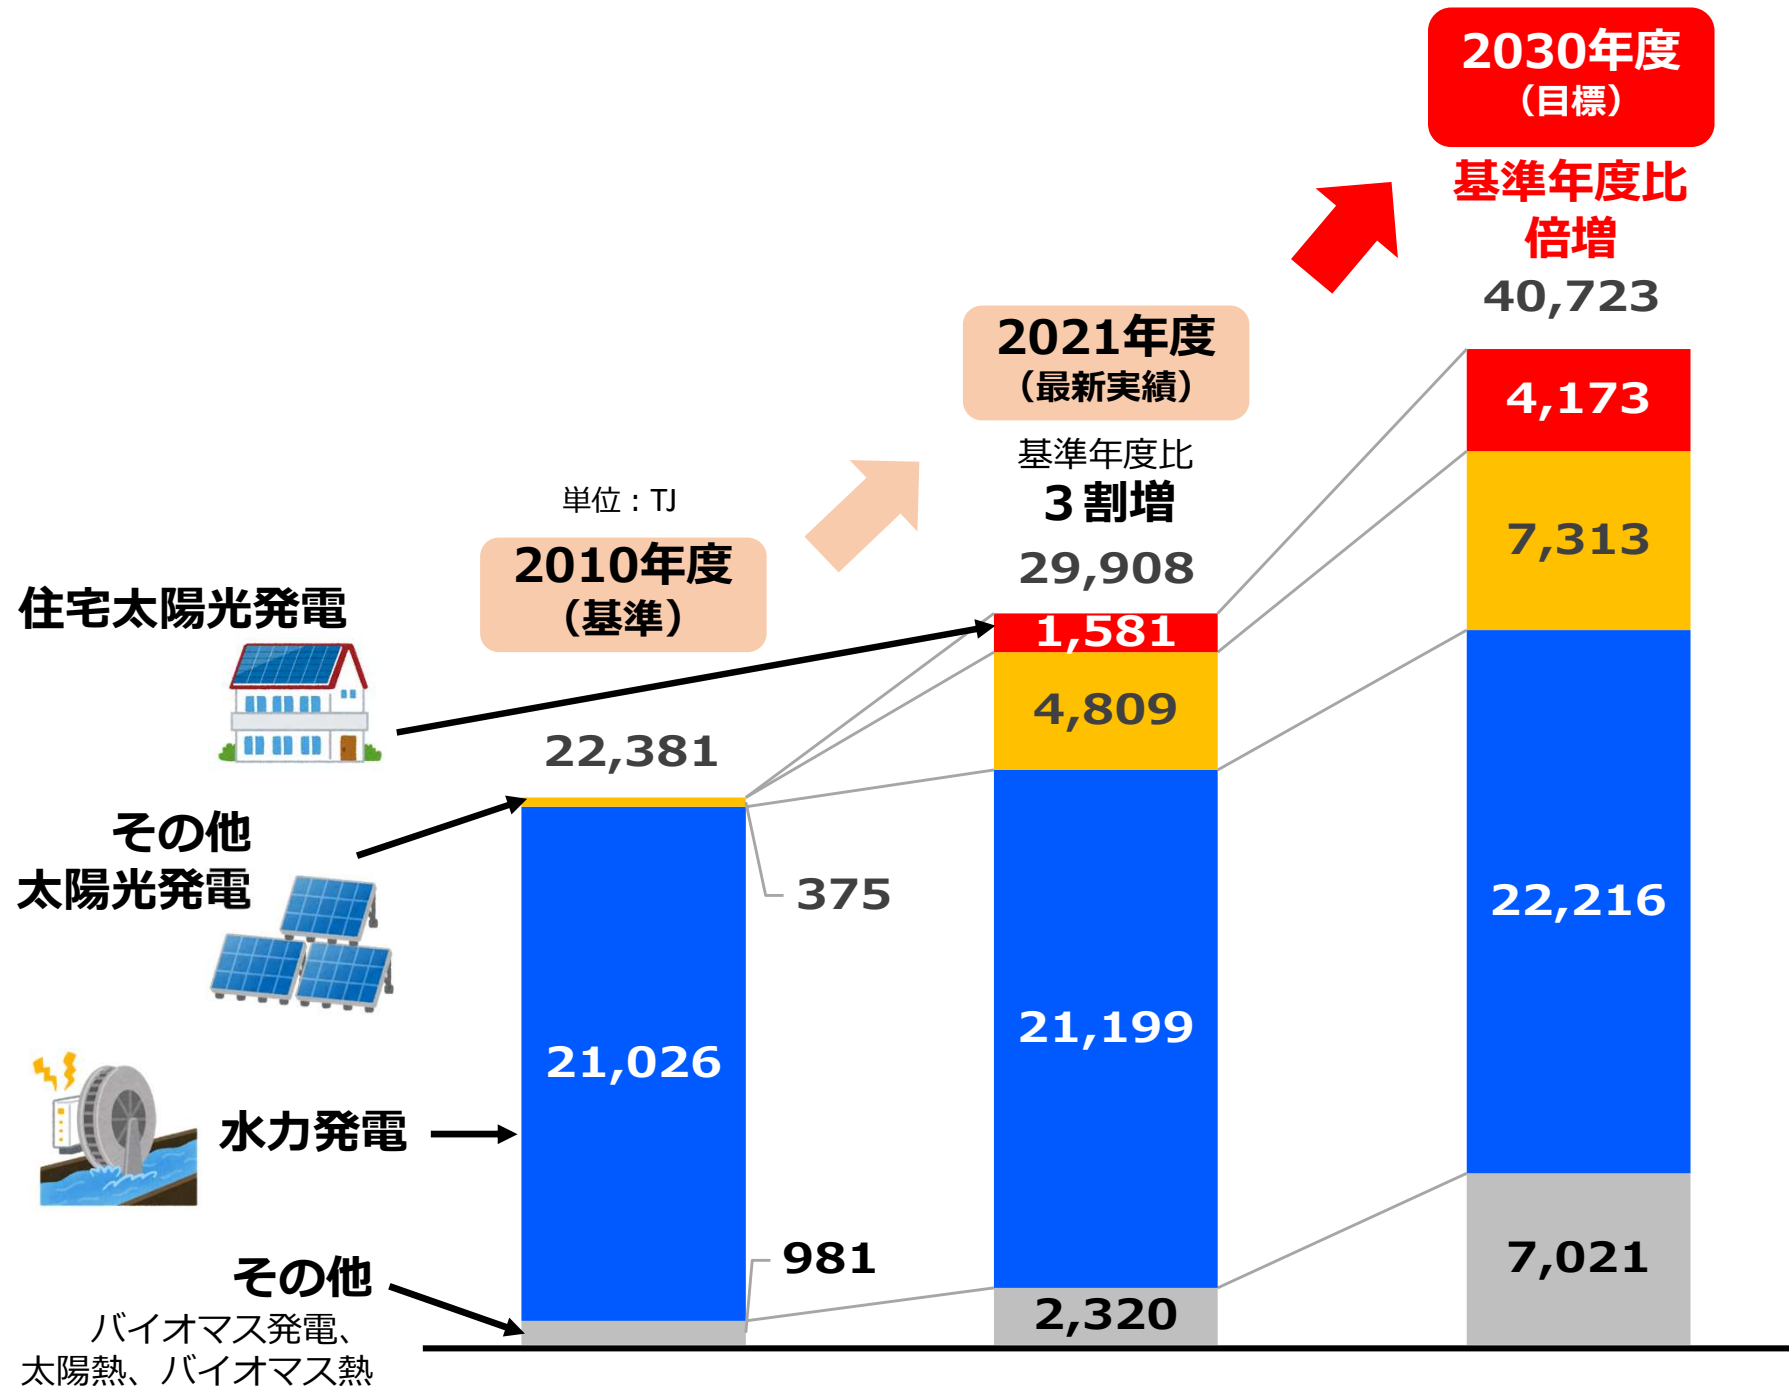 2030年度
（目標）
基準年度比
倍増
40,723
4,173
7,313
22,216
7,021
2021年度
（最新実績）
基準年度比
３割増
29,908
1,581
4,809
21,199
2,320
単位：TJ
2010年度
（基準）
22,381
375
21,026
981
住宅太陽光発電
その他
太陽光発電
水力発電
その他
バイオマス発電、
太陽熱、バイオマス熱